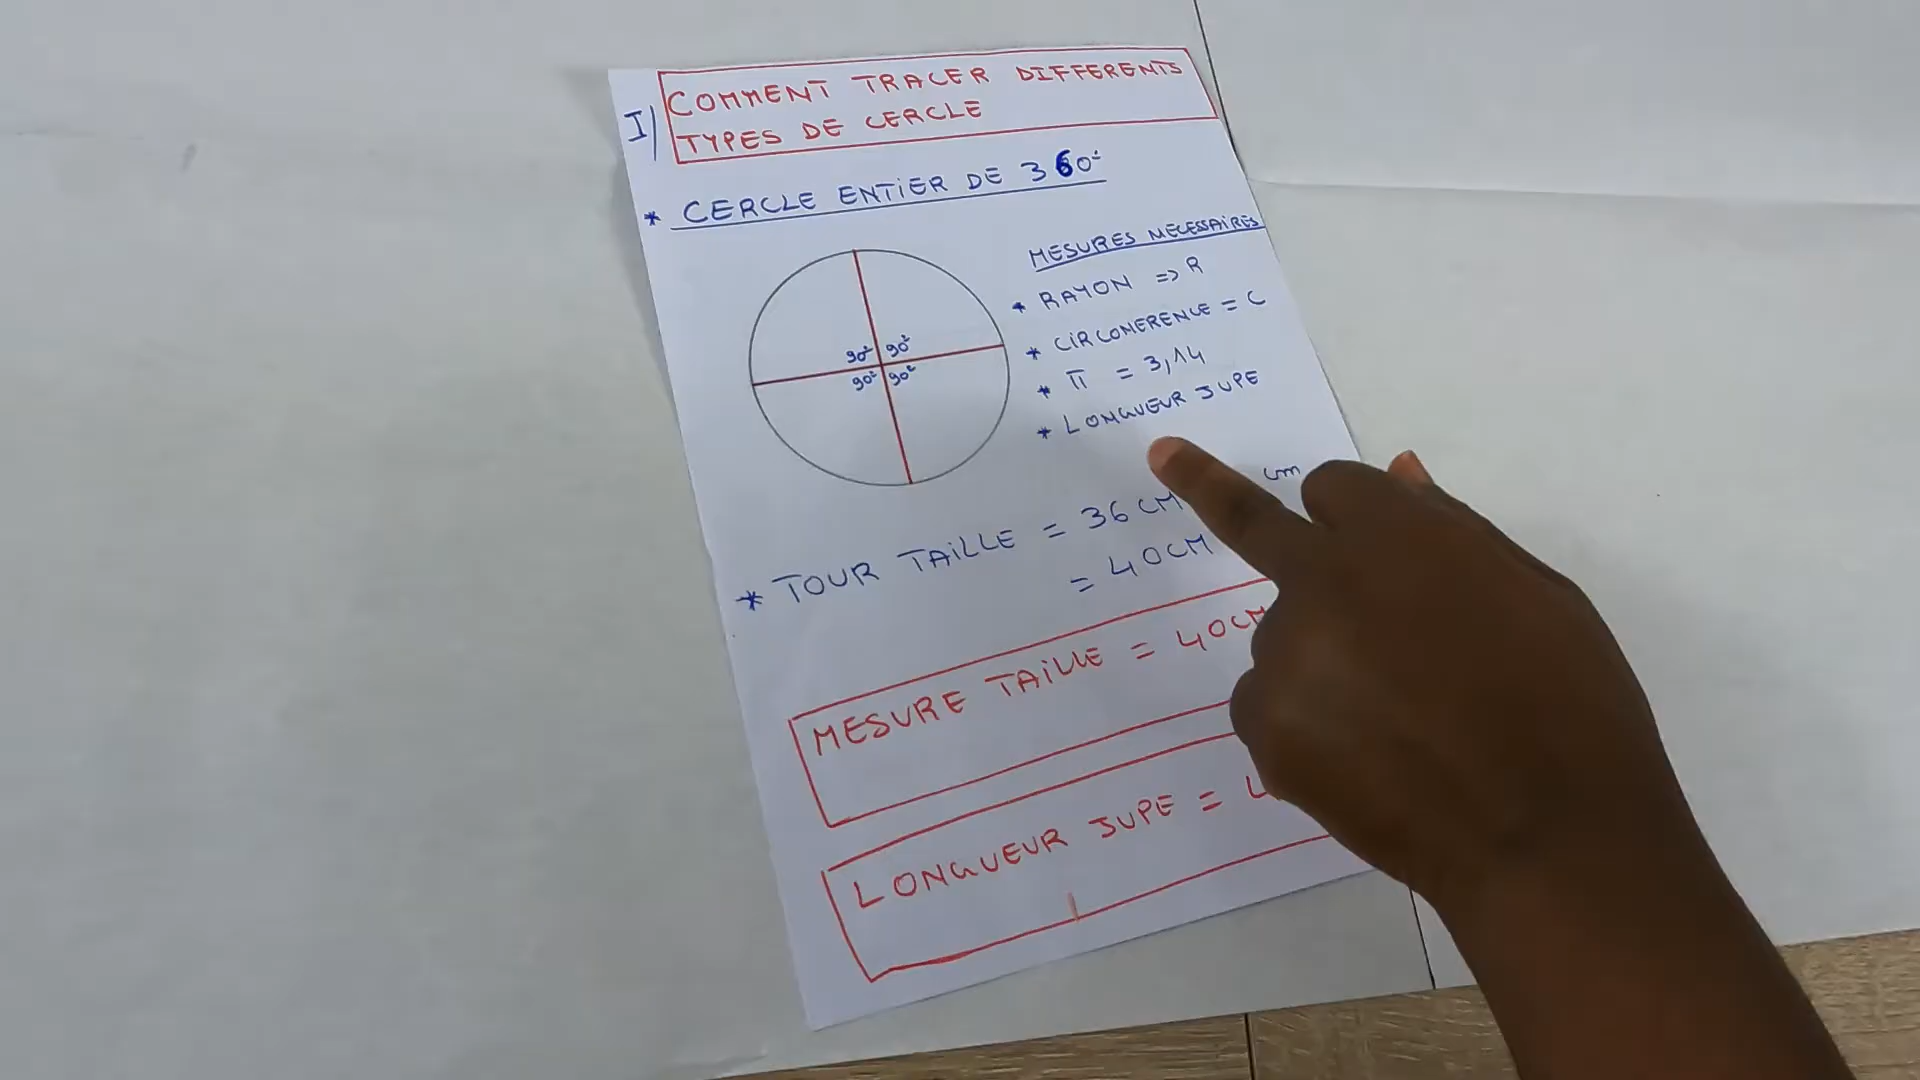 I/ COMMENT TRACER DIFFERENTS
TYPES DE CERCLE
* CERCLE ENTIER DE 360°
MESURES NECESSAIRES
* RAYON => R
* CIRCONFERENCE = C
* π = 3,14
* LONGUEUR JUPE
90° 90°
90° 90°
* TOUR TAILLE = 36 CM cm
= 40CM
MESURE TAILLE = 40CM
LONGUEUR JUPE =